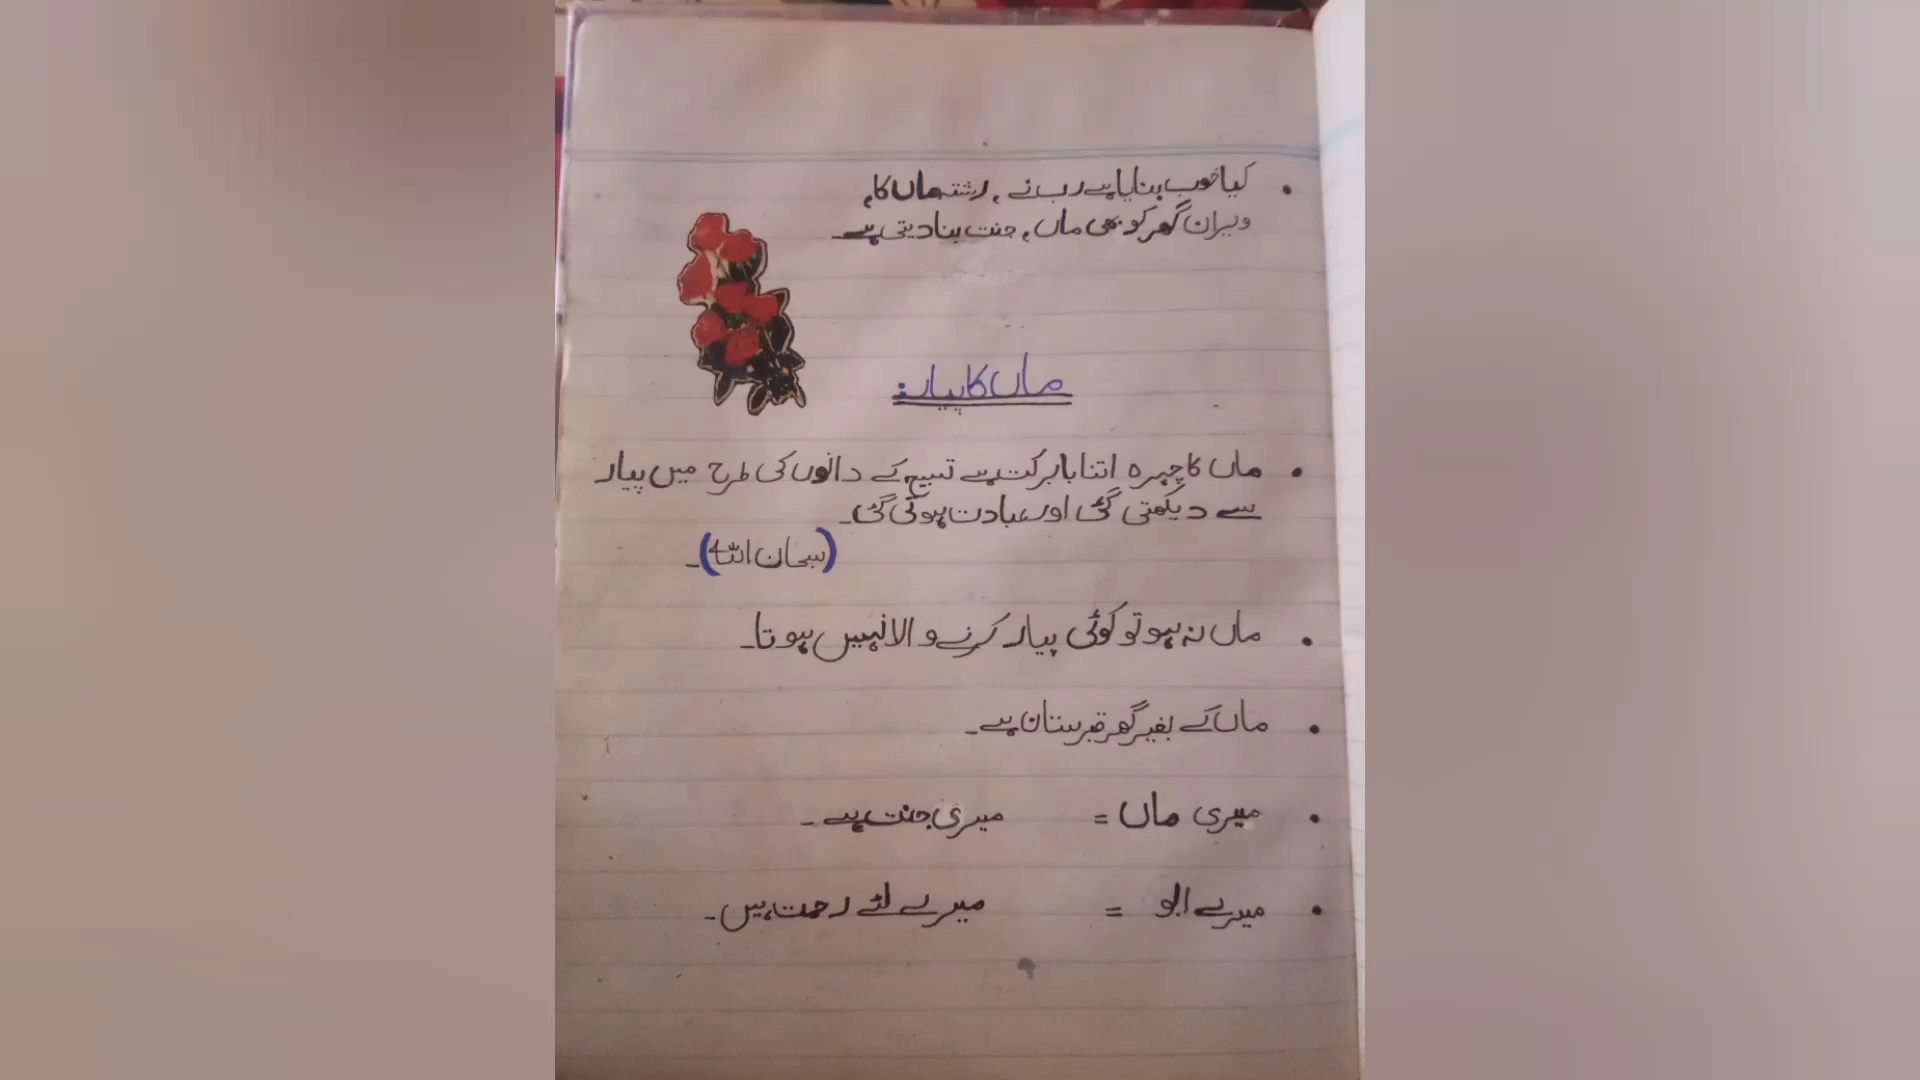 • کیا خوب بنایا ہے رب نے ، رشتہ ماں کا ،
ویران گھر کو بھی ماں ، جنت بنا دیتی ہے۔
ماں کا پیار:
• ماں کا چہرہ اتنا بابرکت ہے تسبیح کے دانوں کی طرح میں پیار
سے دیکھتی گئی اور عبادت ہوتی گئی۔
(سبحان اللہ)۔
• ماں نہ ہو تو کوئی پیار کرنے والا نہیں ہوتا۔
• ماں کے بغیر گھر قبرستان ہے۔
• میری ماں = میری جنت ہے۔
• میرے ابو = میرے لئے رحمت ہیں۔